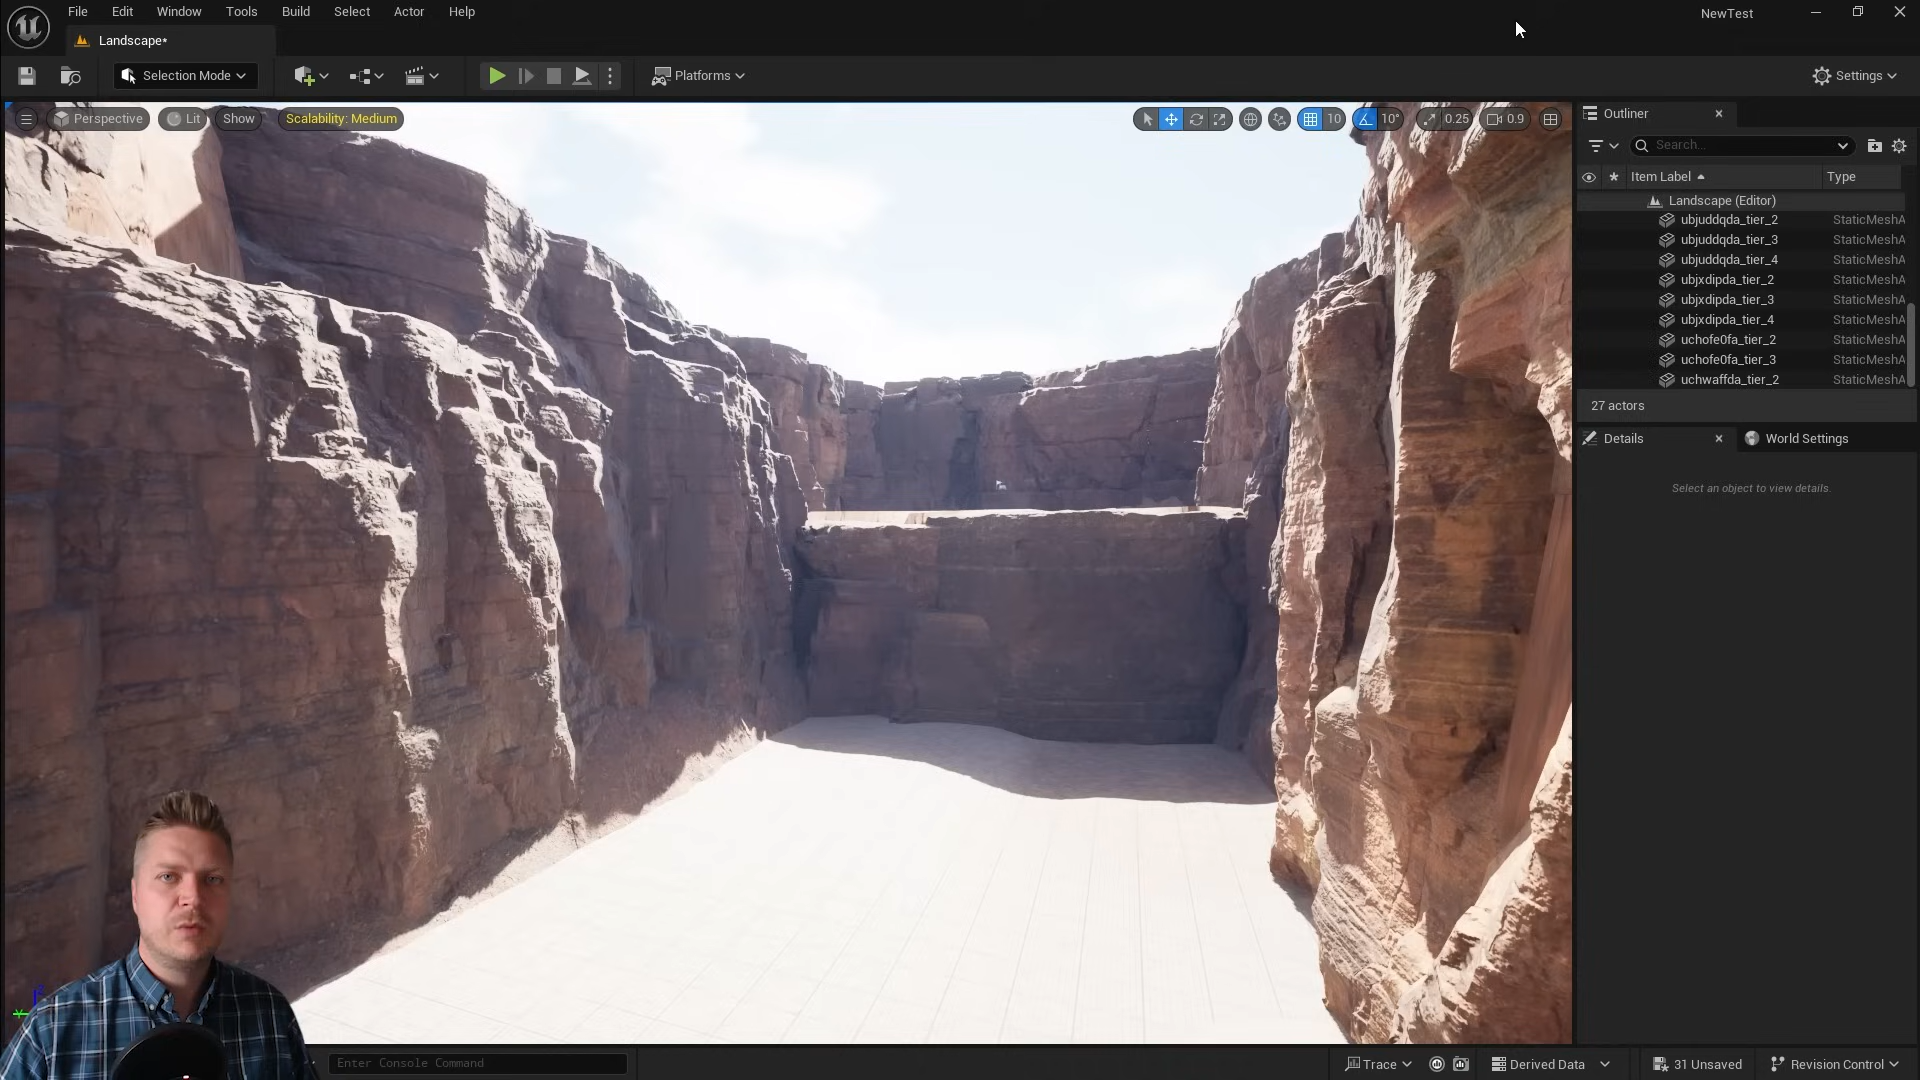 File Edit Window Tools Build Select Actor Help
NewTest
Landscape*
Selection Mode
Platforms
Settings
Perspective Lit Show Scalability: Medium
10 10° 0.25 0.9
Outliner
Search...
Item Label Type
Landscape (Editor)
ubjuddqda_tier_2 StaticMeshA
ubjuddqda_tier_3 StaticMeshA
ubjuddqda_tier_4 StaticMeshA
ubjxdipda_tier_2 StaticMeshA
ubjxdipda_tier_3 StaticMeshA
ubjxdipda_tier_4 StaticMeshA
uchofe0fa_tier_2 StaticMeshA
uchofe0fa_tier_3 StaticMeshA
uchwaffda_tier_2 StaticMeshA
27 actors
Details World Settings
Select an object to view details.
Enter Console Command
Trace Derived Data 31 Unsaved Revision Control